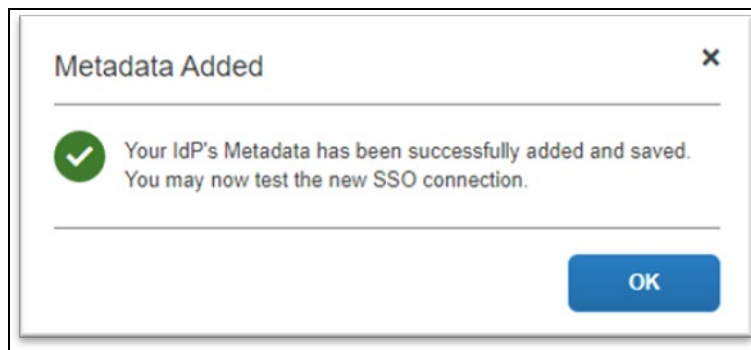 Metadata Added
Your IdP's Metadata has been successfully added and saved.
You may now test the new SSO connection.
OK